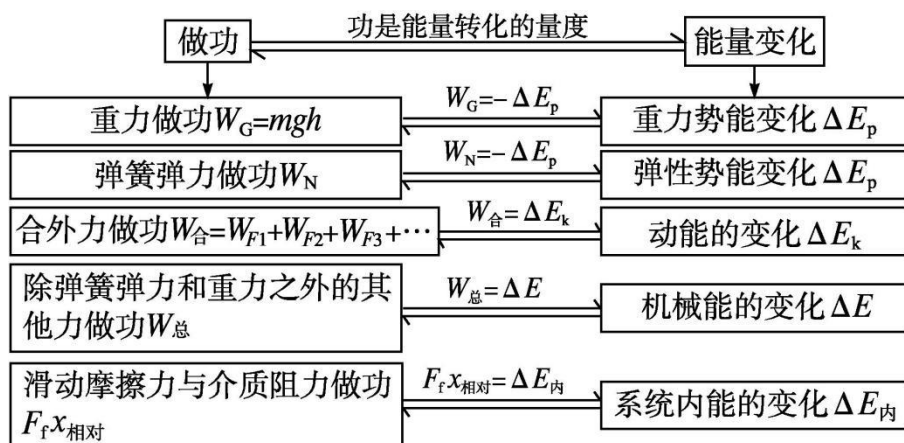 做功
功是能量转化的量度
能量变化
重力做功W_G=mgh
W_G=-ΔE_p
重力势能变化ΔE_p
弹簧弹力做功W_N
W_N=-ΔE_p
弹性势能变化ΔE_p
合外力做功W_合=W_F1+W_F2+W_F3+…
W_合=ΔE_k
动能的变化ΔE_k
除弹簧弹力和重力之外的其
他力做功W_总
W_总=ΔE
机械能的变化ΔE
滑动摩擦力与介质阻力做功
F_f x_相对
F_f x_相对=ΔE_内
系统内能的变化ΔE_内